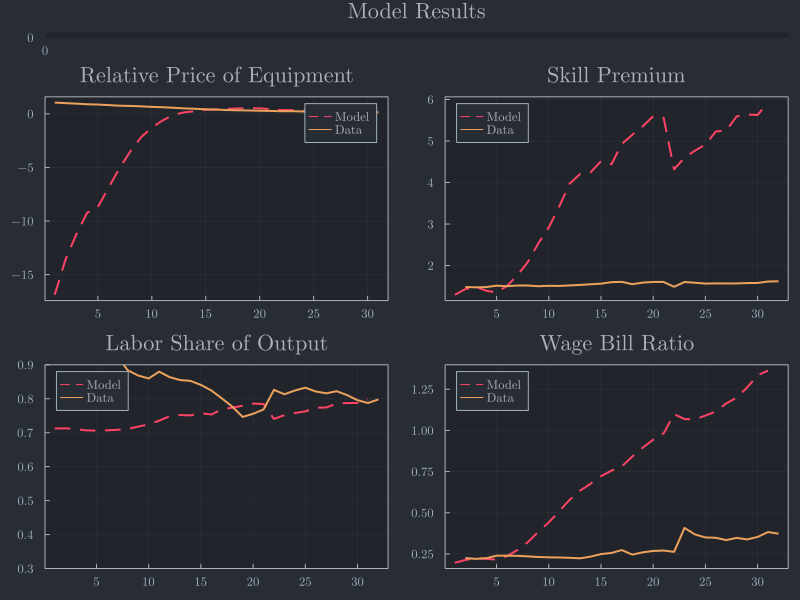 Model Results
0
0
Relative Price of Equipment
0
−5
−10
−15
5 10 15 20 25 30
Model
Data
Skill Premium
6
5
4
3
2
5 10 15 20 25 30
Model
Data
Labor Share of Output
0.9
0.8
0.7
0.6
0.5
0.4
0.3
5 10 15 20 25 30
Model
Data
Wage Bill Ratio
1.25
1.00
0.75
0.50
0.25
5 10 15 20 25 30
Model
Data